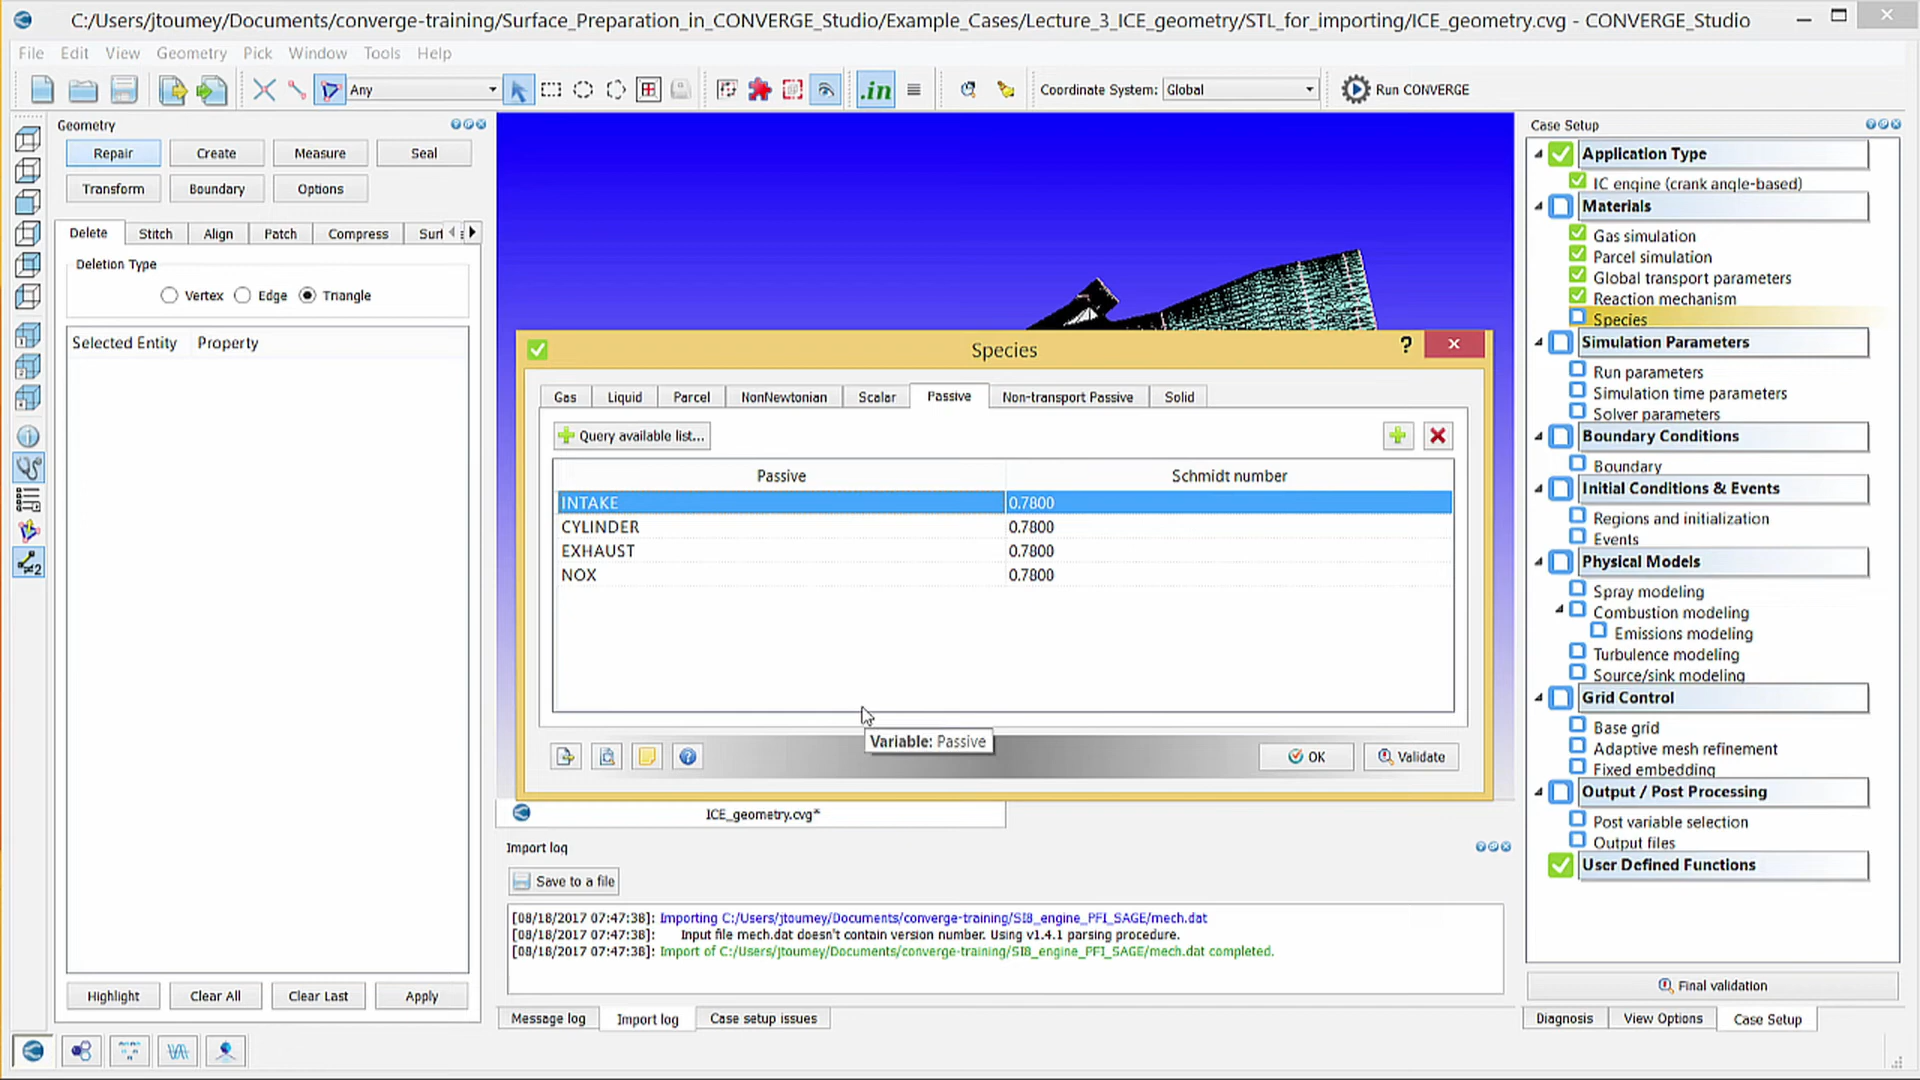 C:/Users/jtoumey/Documents/converge-training/Surface_Preparation_in_CONVERGE_Studio/Example_Cases/Lecture_3_ICE_geometry/STL_for_importing/ICE_geometry.cvg - CONVERGE_Studio
File Edit View Geometry Pick Window Tools Help
Any
.in
Coordinate System: Global
Run CONVERGE
Geometry
Repair Create Measure Seal
Transform Boundary Options
Delete Stitch Align Patch Compress
Deletion Type
Vertex Edge Triangle
Selected Entity Property
Highlight Clear All Clear Last Apply
Species
?
Gas Liquid Parcel NonNewtonian Scalar Passive Non-transport Passive Solid
Query available list...
Passive Schmidt number
INTAKE 0.7800
CYLINDER 0.7800
EXHAUST 0.7800
NOX 0.7800
Variable: Passive
OK Validate
ICE_geometry.cvg*
Import log
Save to a file
[08/18/2017 07:47:38]: Importing C:/Users/jtoumey/Documents/converge-training/SI8_engine_PFI_SAGE/mech.dat
[08/18/2017 07:47:38]: Input file mech.dat doesn't contain version number. Using v1.4.1 parsing procedure.
[08/18/2017 07:47:38]: Import of C:/Users/jtoumey/Documents/converge-training/SI8_engine_PFI_SAGE/mech.dat completed.
Message log Import log Case setup issues
Case Setup
Application Type
IC engine (crank angle-based)
Materials
Gas simulation
Parcel simulation
Global transport parameters
Reaction mechanism
Species
Simulation Parameters
Run parameters
Simulation time parameters
Solver parameters
Boundary Conditions
Boundary
Initial Conditions & Events
Regions and initialization
Events
Physical Models
Spray modeling
Combustion modeling
Emissions modeling
Turbulence modeling
Source/sink modeling
Grid Control
Base grid
Adaptive mesh refinement
Fixed embedding
Output / Post Processing
Post variable selection
Output files
User Defined Functions
Final validation
Diagnosis View Options Case Setup